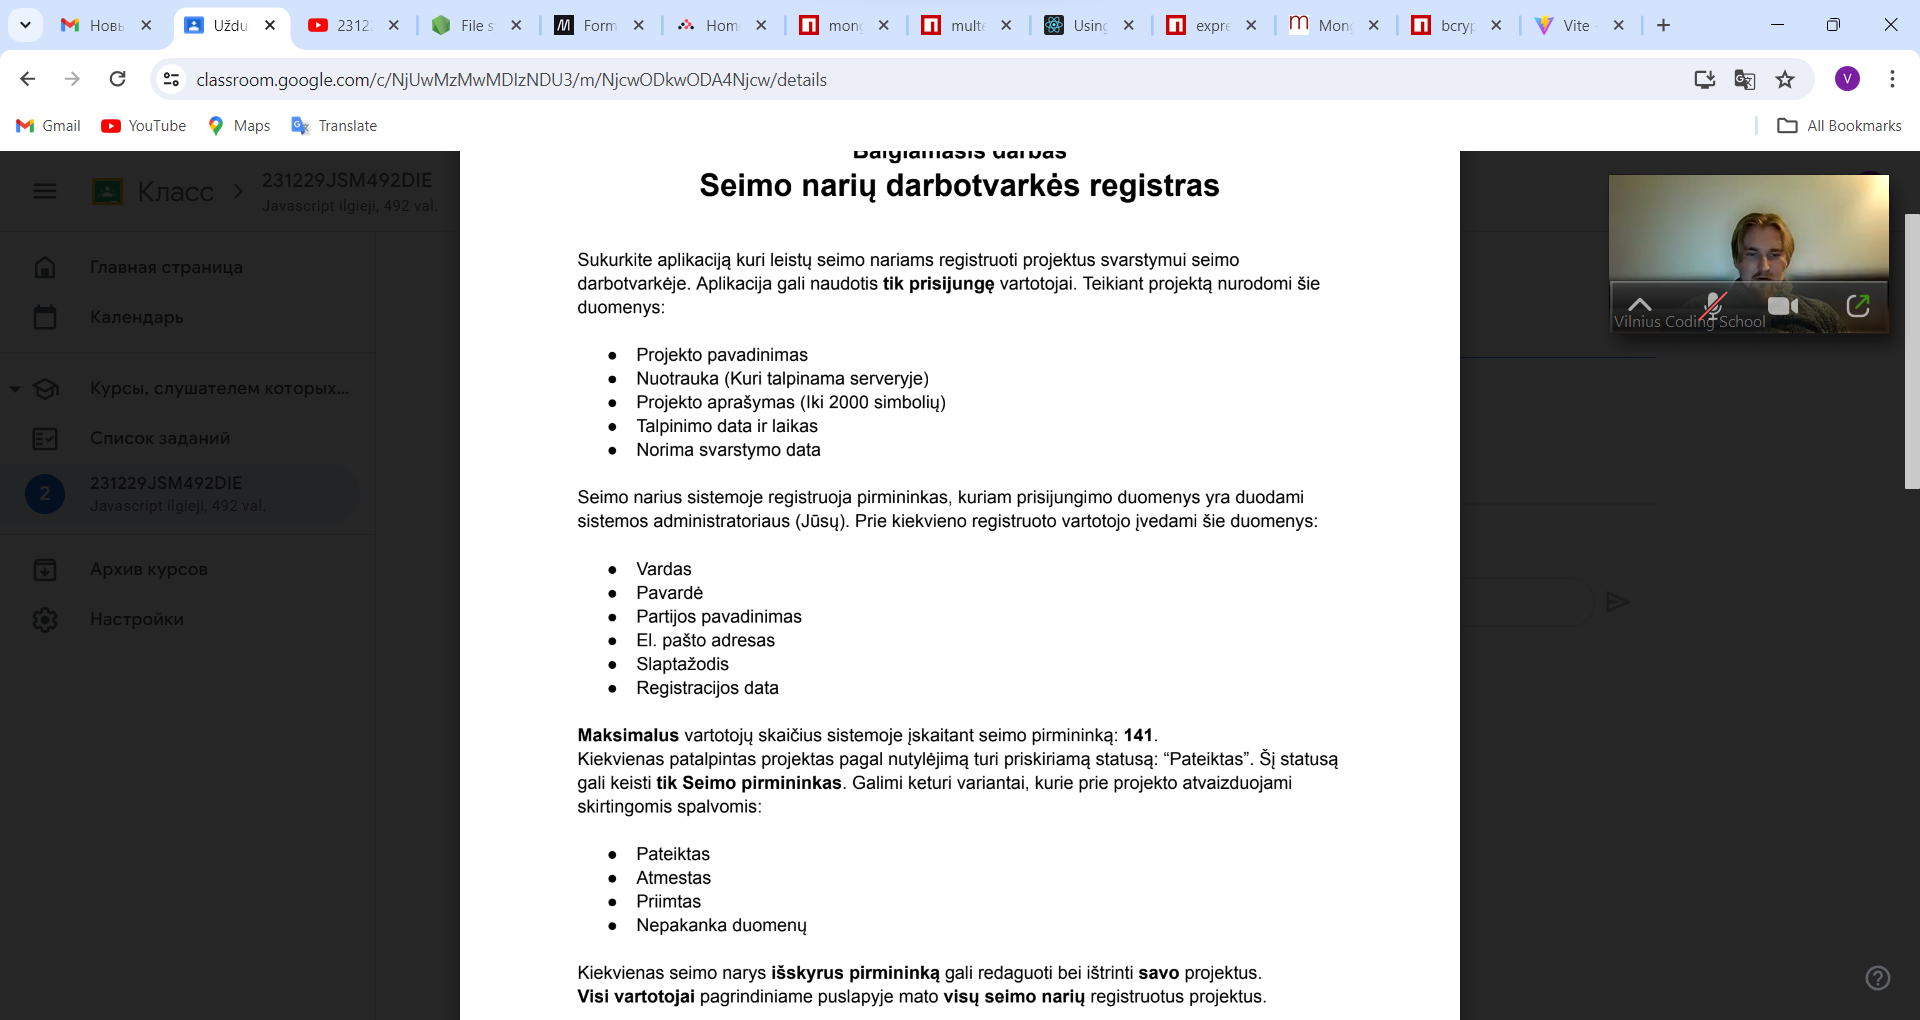 Новь
Uždu
2312
File s
Form
Hom
mong
multe
Using
expre
Mon
bcryp
Vite
classroom.google.com/c/NjUwMzMwMDIzNDU3/m/NjcwODkwODA4Njcw/details
V
Gmail
YouTube
Maps
Translate
All Bookmarks
Класс
231229JSM492DIE
Javascript ilgieji, 492 val.
Главная страница
Календарь
Курсы, слушателем которых...
Список заданий
2
231229JSM492DIE
Javascript ilgieji, 492 val.
Архив курсов
Настройки
Baigiamasis darbas
Seimo narių darbotvarkės registras
Sukurkite aplikaciją kuri leistų seimo nariams registruoti projektus svarstymui seimo
darbotvarkėje. Aplikacija gali naudotis tik prisijungę vartotojai. Teikiant projektą nurodomi šie
duomenys:
● Projekto pavadinimas
● Nuotrauka (Kuri talpinama serveryje)
● Projekto aprašymas (Iki 2000 simbolių)
● Talpinimo data ir laikas
● Norima svarstymo data
Seimo narius sistemoje registruoja pirmininkas, kuriam prisijungimo duomenys yra duodami
sistemos administratoriaus (Jūsų). Prie kiekvieno registruoto vartotojo įvedami šie duomenys:
● Vardas
● Pavardė
● Partijos pavadinimas
● El. pašto adresas
● Slaptažodis
● Registracijos data
Maksimalus vartotojų skaičius sistemoje įskaitant seimo pirmininką: 141.
Kiekvienas patalpintas projektas pagal nutylėjimą turi priskiriamą statusą: “Pateiktas”. Šį statusą
gali keisti tik Seimo pirmininkas. Galimi keturi variantai, kurie prie projekto atvaizduojami
skirtingomis spalvomis:
● Pateiktas
● Atmestas
● Priimtas
● Nepakanka duomenų
Kiekvienas seimo narys išskyrus pirmininką gali redaguoti bei ištrinti savo projektus.
Visi vartotojai pagrindiniame puslapyje mato visų seimo narių registruotus projektus.
Vilnius Coding School